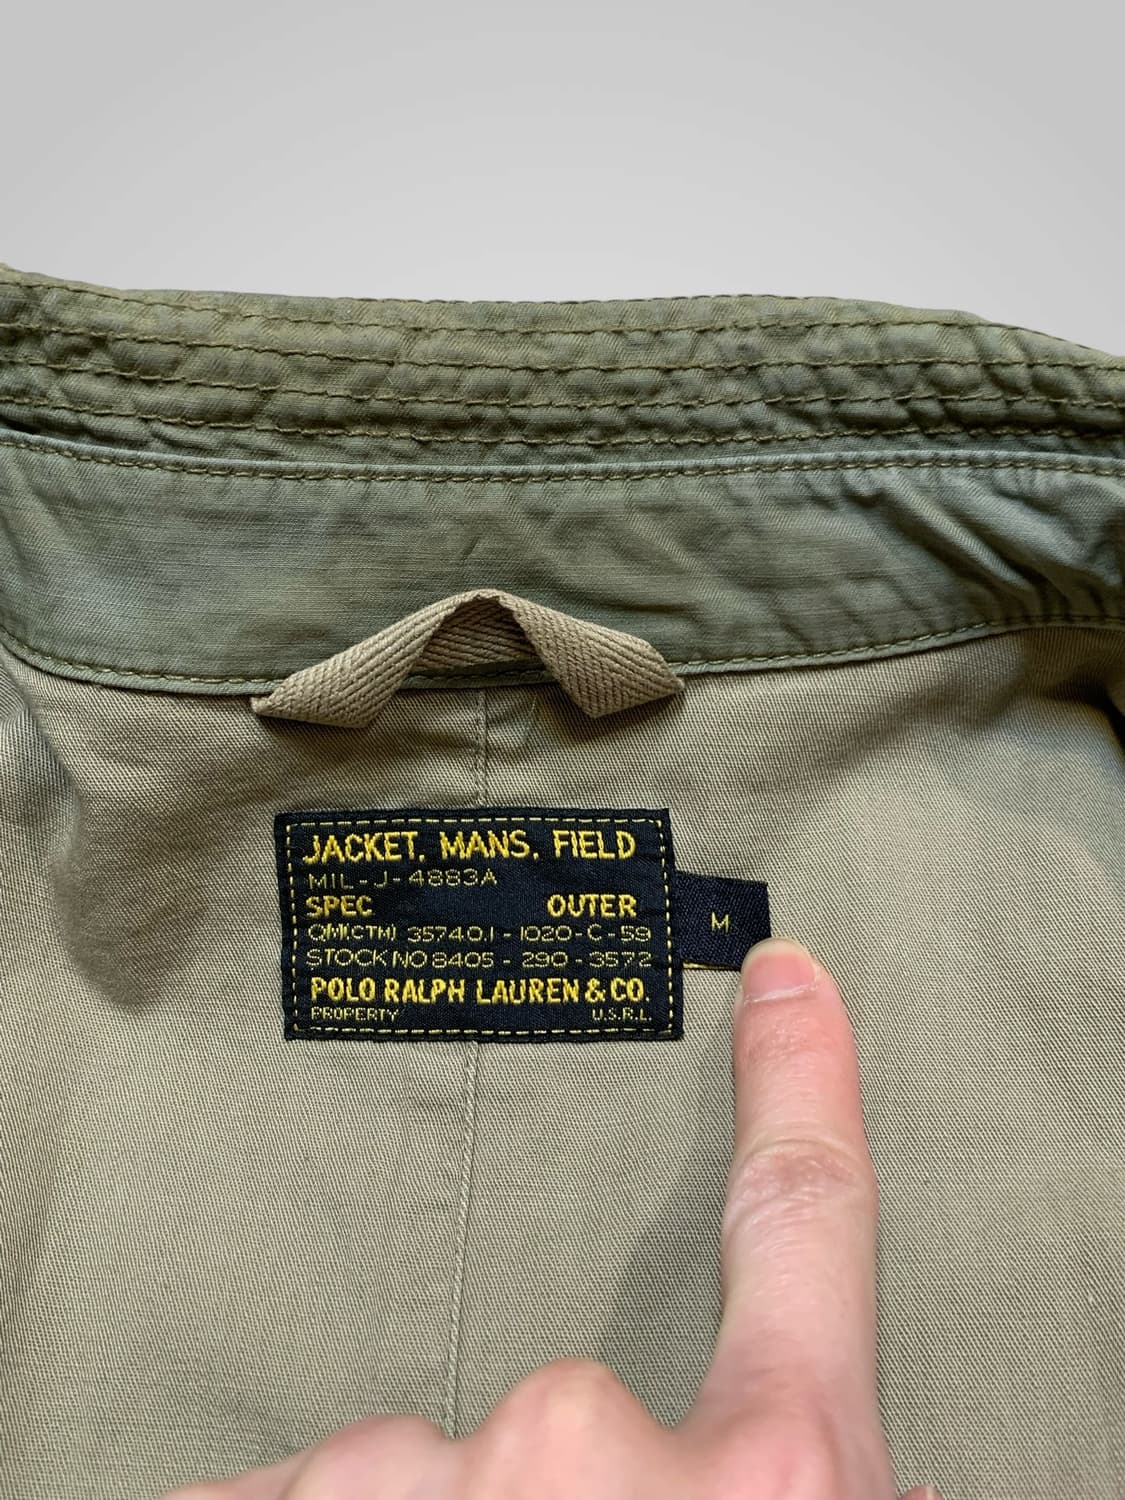 JACKET, MANS, FIELD
MIL-J-4883A
SPEC OUTER
QM(CTM) 35740.1-1020-C-59
STOCK NO 8405-290-3572
POLO RALPH LAUREN & CO.
PROPERTY U.S.R.L.
M